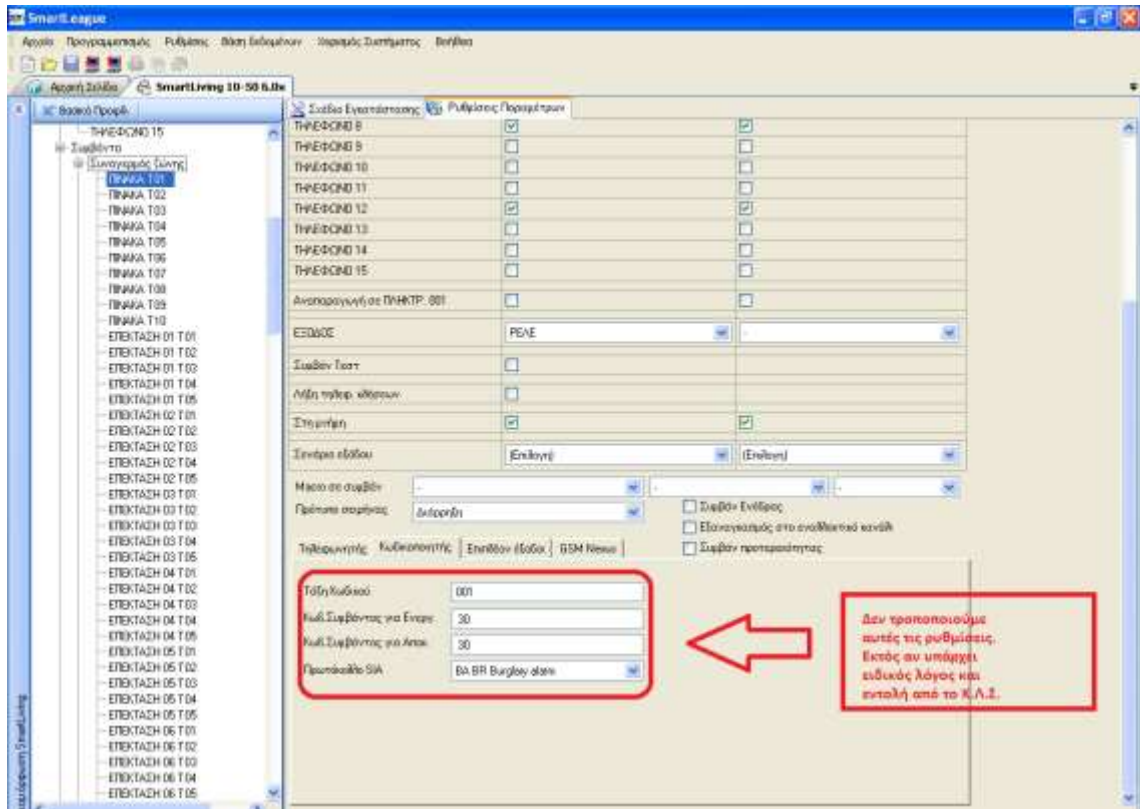 SmartLeague
Αρχείο Προγραμματισμός Ρυθμίσεις Βάση Δεδομένων Χειρισμός Συστήματος Βοήθεια
Αρχική Σελίδα SmartLiving 10-50 6.0x
Βασικό Προφίλ
Σχέδιο Εγκατάστασης Ρυθμίσεις Παραμέτρων
ΤΗΛΕΦΩΝΟ 15
Συμβάντα
Συναγερμός ζώνης
ΠΙΝΑΚΑ T01
ΠΙΝΑΚΑ T02
ΠΙΝΑΚΑ T03
ΠΙΝΑΚΑ T04
ΠΙΝΑΚΑ T05
ΠΙΝΑΚΑ T06
ΠΙΝΑΚΑ T07
ΠΙΝΑΚΑ T08
ΠΙΝΑΚΑ T09
ΠΙΝΑΚΑ T10
ΕΠΕΚΤΑΣΗ 01 T01
ΕΠΕΚΤΑΣΗ 01 T02
ΕΠΕΚΤΑΣΗ 01 T03
ΕΠΕΚΤΑΣΗ 01 T04
ΕΠΕΚΤΑΣΗ 01 T05
ΕΠΕΚΤΑΣΗ 02 T01
ΕΠΕΚΤΑΣΗ 02 T02
ΕΠΕΚΤΑΣΗ 02 T03
ΕΠΕΚΤΑΣΗ 02 T04
ΕΠΕΚΤΑΣΗ 02 T05
ΕΠΕΚΤΑΣΗ 03 T01
ΕΠΕΚΤΑΣΗ 03 T02
ΕΠΕΚΤΑΣΗ 03 T03
ΕΠΕΚΤΑΣΗ 03 T04
ΕΠΕΚΤΑΣΗ 03 T05
ΕΠΕΚΤΑΣΗ 04 T01
ΕΠΕΚΤΑΣΗ 04 T02
ΕΠΕΚΤΑΣΗ 04 T03
ΕΠΕΚΤΑΣΗ 04 T04
ΕΠΕΚΤΑΣΗ 04 T05
ΕΠΕΚΤΑΣΗ 05 T01
ΕΠΕΚΤΑΣΗ 05 T02
ΕΠΕΚΤΑΣΗ 05 T03
ΕΠΕΚΤΑΣΗ 05 T04
ΕΠΕΚΤΑΣΗ 05 T05
ΕΠΕΚΤΑΣΗ 06 T01
ΕΠΕΚΤΑΣΗ 06 T02
ΕΠΕΚΤΑΣΗ 06 T03
ΕΠΕΚΤΑΣΗ 06 T04
ΕΠΕΚΤΑΣΗ 06 T05
SmartLiving
ΤΗΛΕΦΩΝΟ 8
ΤΗΛΕΦΩΝΟ 9
ΤΗΛΕΦΩΝΟ 10
ΤΗΛΕΦΩΝΟ 11
ΤΗΛΕΦΩΝΟ 12
ΤΗΛΕΦΩΝΟ 13
ΤΗΛΕΦΩΝΟ 14
ΤΗΛΕΦΩΝΟ 15
Αναπαραγωγή σε ΠΛΗΚΤΡ. 001
ΕΞΟΔΟΣ ΡΕΛΕ -
Συμβάν Τεστ
Λήξη τηλεφ. κλήσεων
Στη μνήμη
Σενάριο εξόδου (Επιλογή) (Επιλογή)
Macro σε συμβάν - - -
Πρότυπο σειρήνας Διάρρηξη
Συμβάν Ενέδρας
Εξαναγκασμός στο εναλλακτικό κανάλι
Συμβάν προτεραιότητας
Τηλεφωνητής Κωδικοποιητής Επιπλέον έξοδοι GSM Nexus
Τάξη Κωδικού 001
Κωδ.Συμβάντος για Ενεργ. 30
Κωδ.Συμβάντος για Αποκ. 30
Πρωτόκολλο SIA BA BR Burglary alarm
Δεν τροποποιούμε
αυτές τις ρυθμίσεις.
Εκτός αν υπάρχει
ειδικός λόγος και
εντολή από το Κ.Λ.Σ.